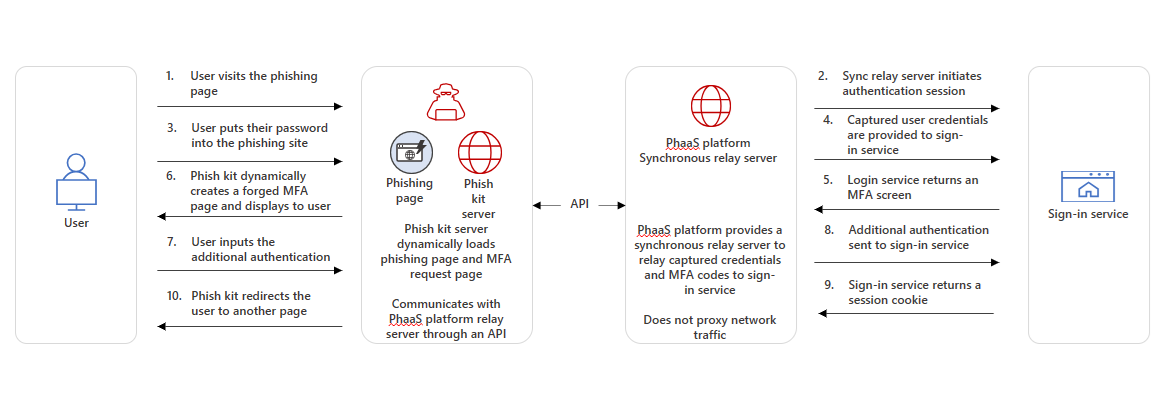 1. User visits the phishing
page
3. User puts their password
into the phishing site
6. Phish kit dynamically
creates a forged MFA
page and displays to user
7. User inputs the
additional authentication
10. Phish kit redirects the
user to another page
User
Phishing
page
Phish
kit
server
Phish kit server
dynamically loads
phishing page and MFA
request page
Communicates with
PhaaS platform relay
server through an API
API
PhaaS platform
Synchronous relay server
PhaaS platform provides a
synchronous relay server to
relay captured credentials
and MFA codes to sign-
in service
Does not proxy network
traffic
2. Sync relay server initiates
authentication session
4. Captured user credentials
are provided to sign-
in service
5. Login service returns an
MFA screen
8. Additional authentication
sent to sign-in service
9. Sign-in service returns a
session cookie
Sign-in service